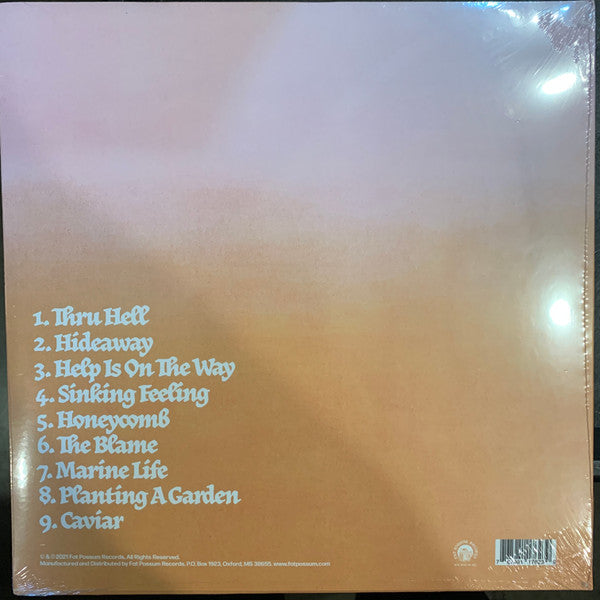 1. Thru Hell
2. Hideaway
3. Help Is On The Way
4. Sinking Feeling
5. Honeycomb
6. The Blame
7. Marine Life
8. Planting A Garden
9. Caviar
© & ℗ 2021 Fat Possum Records. All Rights Reserved.
Manufactured and Distributed by Fat Possum Records. P.O. Box 1923, Oxford, MS 38655. www.fatpossum.com